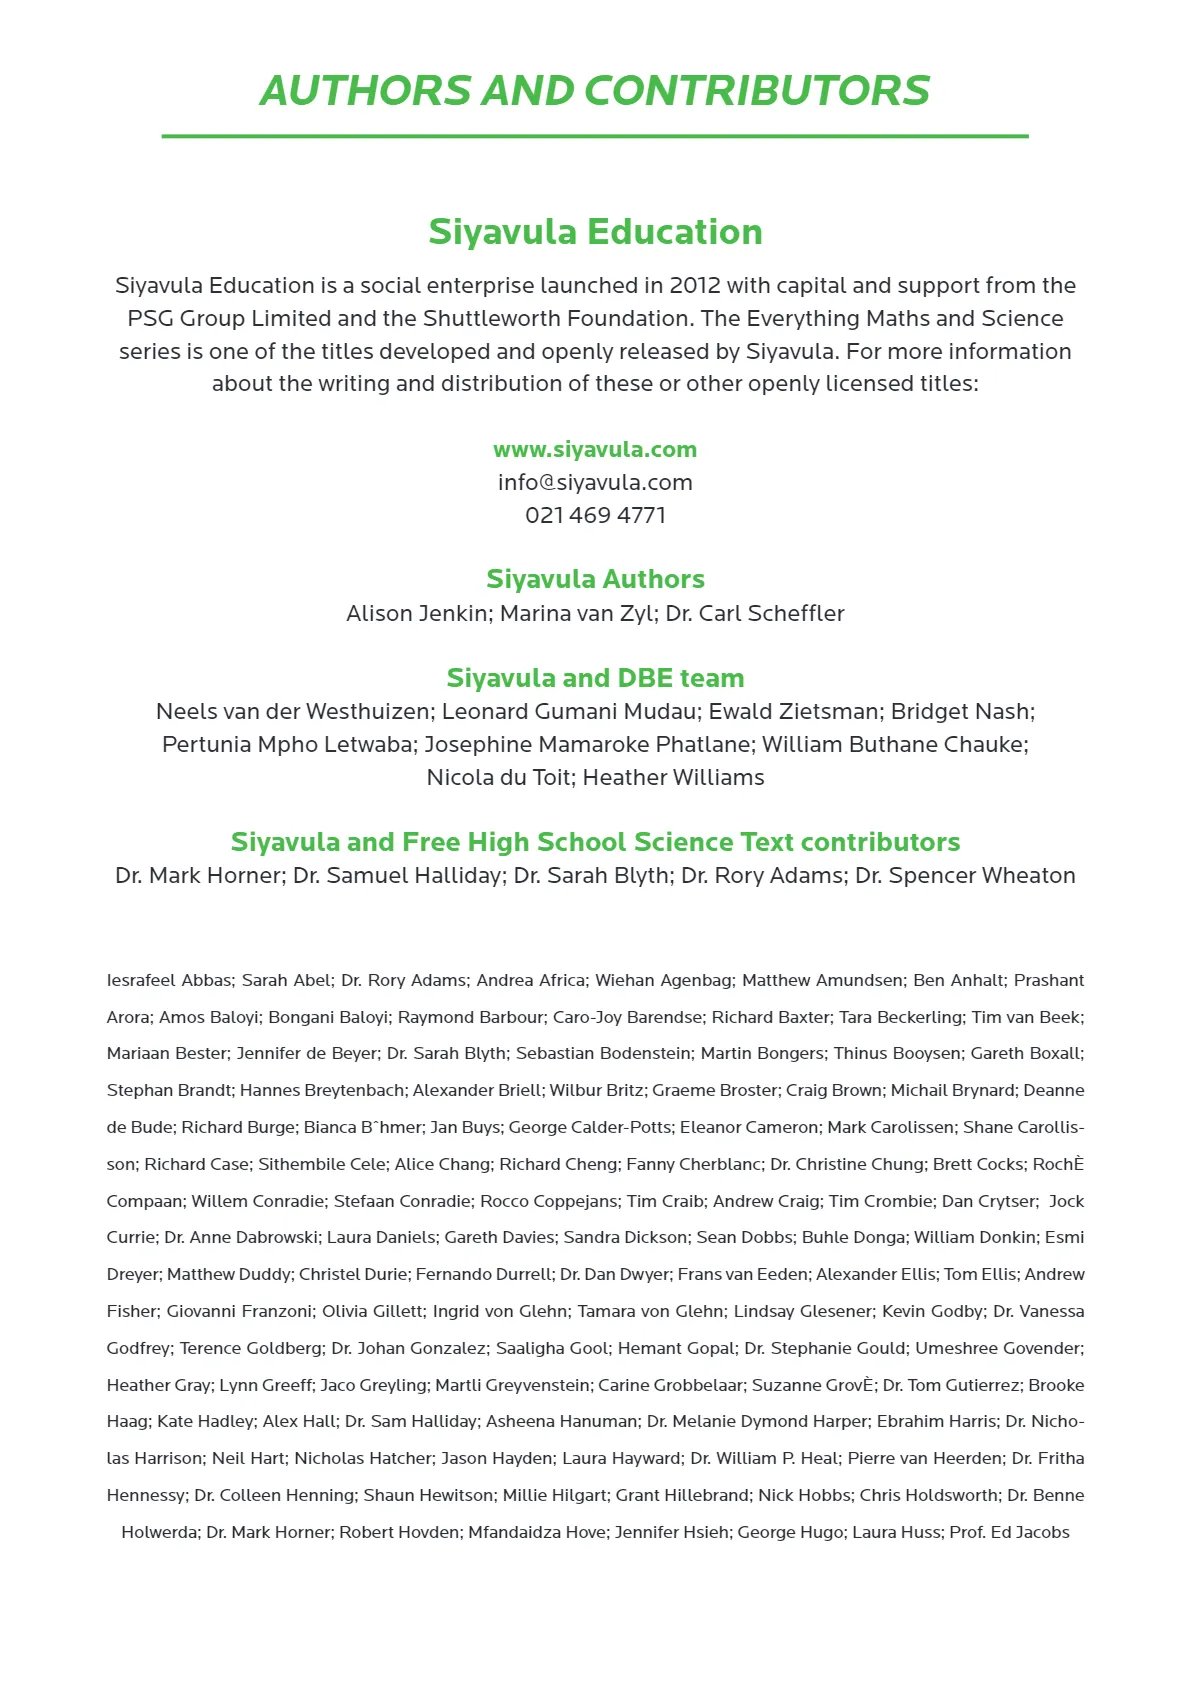 AUTHORS AND CONTRIBUTORS
Siyavula Education
Siyavula Education is a social enterprise launched in 2012 with capital and support from the
PSG Group Limited and the Shuttleworth Foundation. The Everything Maths and Science
series is one of the titles developed and openly released by Siyavula. For more information
about the writing and distribution of these or other openly licensed titles:
www.siyavula.com
info@siyavula.com
021 469 4771
Siyavula Authors
Alison Jenkin; Marina van Zyl; Dr. Carl Scheffler
Siyavula and DBE team
Neels van der Westhuizen; Leonard Gumani Mudau; Ewald Zietsman; Bridget Nash;
Pertunia Mpho Letwaba; Josephine Mamaroke Phatlane; William Buthane Chauke;
Nicola du Toit; Heather Williams
Siyavula and Free High School Science Text contributors
Dr. Mark Horner; Dr. Samuel Halliday; Dr. Sarah Blyth; Dr. Rory Adams; Dr. Spencer Wheaton
Iesrafeel Abbas; Sarah Abel; Dr. Rory Adams; Andrea Africa; Wiehan Agenbag; Matthew Amundsen; Ben Anhalt; Prashant
Arora; Amos Baloyi; Bongani Baloyi; Raymond Barbour; Caro-Joy Barendse; Richard Baxter; Tara Beckerling; Tim van Beek;
Mariaan Bester; Jennifer de Beyer; Dr. Sarah Blyth; Sebastian Bodenstein; Martin Bongers; Thinus Booysen; Gareth Boxall;
Stephan Brandt; Hannes Breytenbach; Alexander Briell; Wilbur Britz; Graeme Broster; Craig Brown; Michail Brynard; Deanne
de Bude; Richard Burge; Bianca Bˆhmer; Jan Buys; George Calder-Potts; Eleanor Cameron; Mark Carolissen; Shane Carollis-
son; Richard Case; Sithembile Cele; Alice Chang; Richard Cheng; Fanny Cherblanc; Dr. Christine Chung; Brett Cocks; RochÈ
Compaan; Willem Conradie; Stefaan Conradie; Rocco Coppejans; Tim Craib; Andrew Craig; Tim Crombie; Dan Crytser; Jock
Currie; Dr. Anne Dabrowski; Laura Daniels; Gareth Davies; Sandra Dickson; Sean Dobbs; Buhle Donga; William Donkin; Esmi
Dreyer; Matthew Duddy; Christel Durie; Fernando Durrell; Dr. Dan Dwyer; Frans van Eeden; Alexander Ellis; Tom Ellis; Andrew
Fisher; Giovanni Franzoni; Olivia Gillett; Ingrid von Glehn; Tamara von Glehn; Lindsay Glesener; Kevin Godby; Dr. Vanessa
Godfrey; Terence Goldberg; Dr. Johan Gonzalez; Saaligha Gool; Hemant Gopal; Dr. Stephanie Gould; Umeshree Govender;
Heather Gray; Lynn Greeff; Jaco Greyling; Martli Greyvenstein; Carine Grobbelaar; Suzanne GrovÈ; Dr. Tom Gutierrez; Brooke
Haag; Kate Hadley; Alex Hall; Dr. Sam Halliday; Asheena Hanuman; Dr. Melanie Dymond Harper; Ebrahim Harris; Dr. Nicho-
las Harrison; Neil Hart; Nicholas Hatcher; Jason Hayden; Laura Hayward; Dr. William P. Heal; Pierre van Heerden; Dr. Fritha
Hennessy; Dr. Colleen Henning; Shaun Hewitson; Millie Hilgart; Grant Hillebrand; Nick Hobbs; Chris Holdsworth; Dr. Benne
Holwerda; Dr. Mark Horner; Robert Hovden; Mfandaidza Hove; Jennifer Hsieh; George Hugo; Laura Huss; Prof. Ed Jacobs